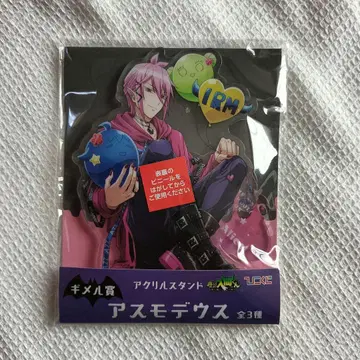 IRM
表裏の
ビニールを
はがしてから
ご使用ください
ギメル賞
アクリルスタンド
アスモデウス
全3種